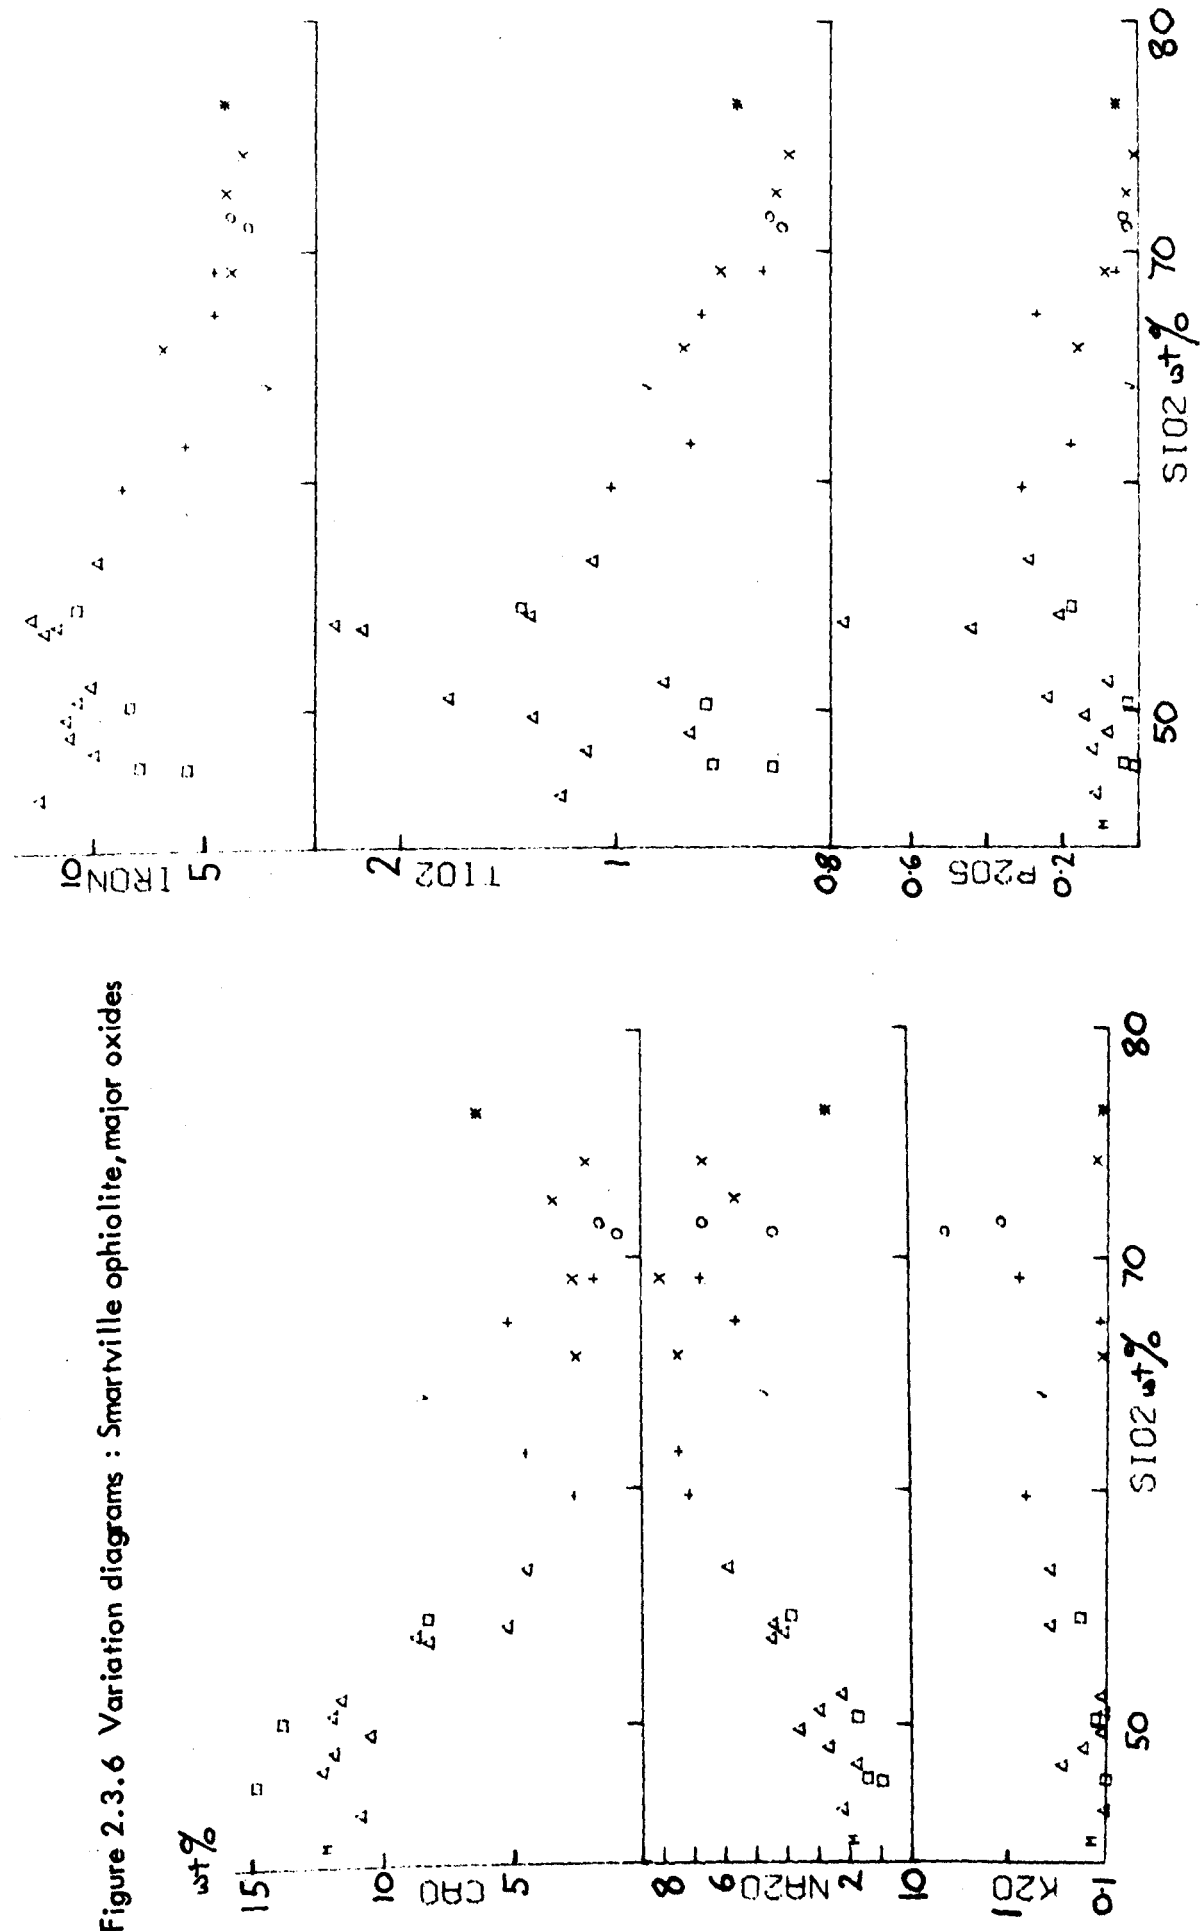 Figure 2.3.6 Variation diagrams : Smartville ophiolite, major oxides
wt%
15
10
5
CAO
8
6
2
NA2O
10
1
0·1
K2O
50
70
80
SIO2 wt%
10
5
IRON
2
1
TIO2
0·8
0·6
0·2
P2O5
50
70
80
SIO2 wt%